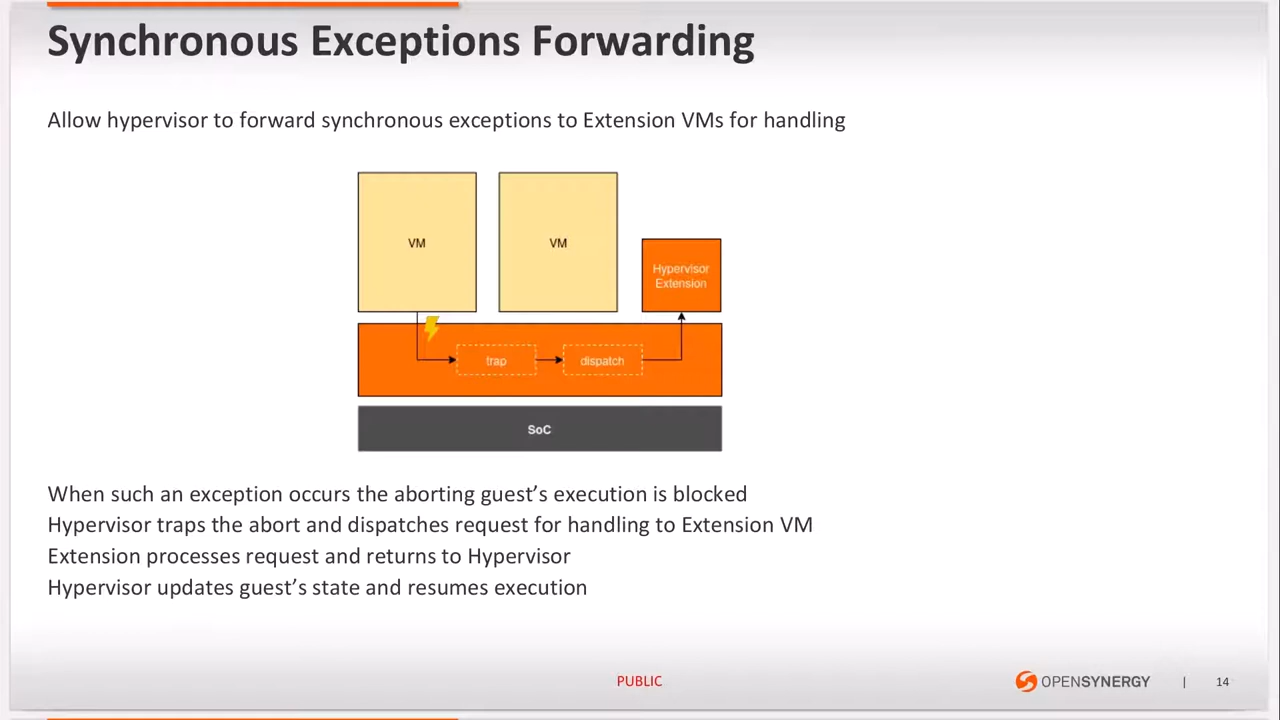 Synchronous Exceptions Forwarding
Allow hypervisor to forward synchronous exceptions to Extension VMs for handling
VM
VM
Hypervisor
Extension
trap
dispatch
SoC
When such an exception occurs the aborting guest’s execution is blocked
Hypervisor traps the abort and dispatches request for handling to Extension VM
Extension processes request and returns to Hypervisor
Hypervisor updates guest’s state and resumes execution
PUBLIC
OPENSYNERGY | 14